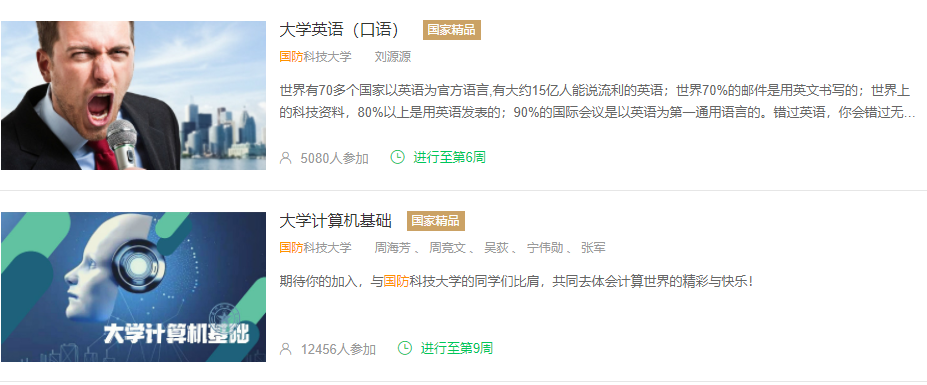 大学英语（口语） 国家精品
国防科技大学 刘源源
世界有70多个国家以英语为官方语言,有大约15亿人能说流利的英语；世界70%的邮件是用英文书写的；世界上
的科技资料，80%以上是用英语发表的；90%的国际会议是以英语为第一通用语言的。错过英语，你会错过无...
5080人参加 进行至第6周
大学计算机基础 国家精品
国防科技大学 周海芳 、 周竞文 、 吴荻 、 宁伟勋 、 张军
期待你的加入，与国防科技大学的同学们比肩，共同去体会计算世界的精彩与快乐！
大学计算机基础
12456人参加 进行至第9周